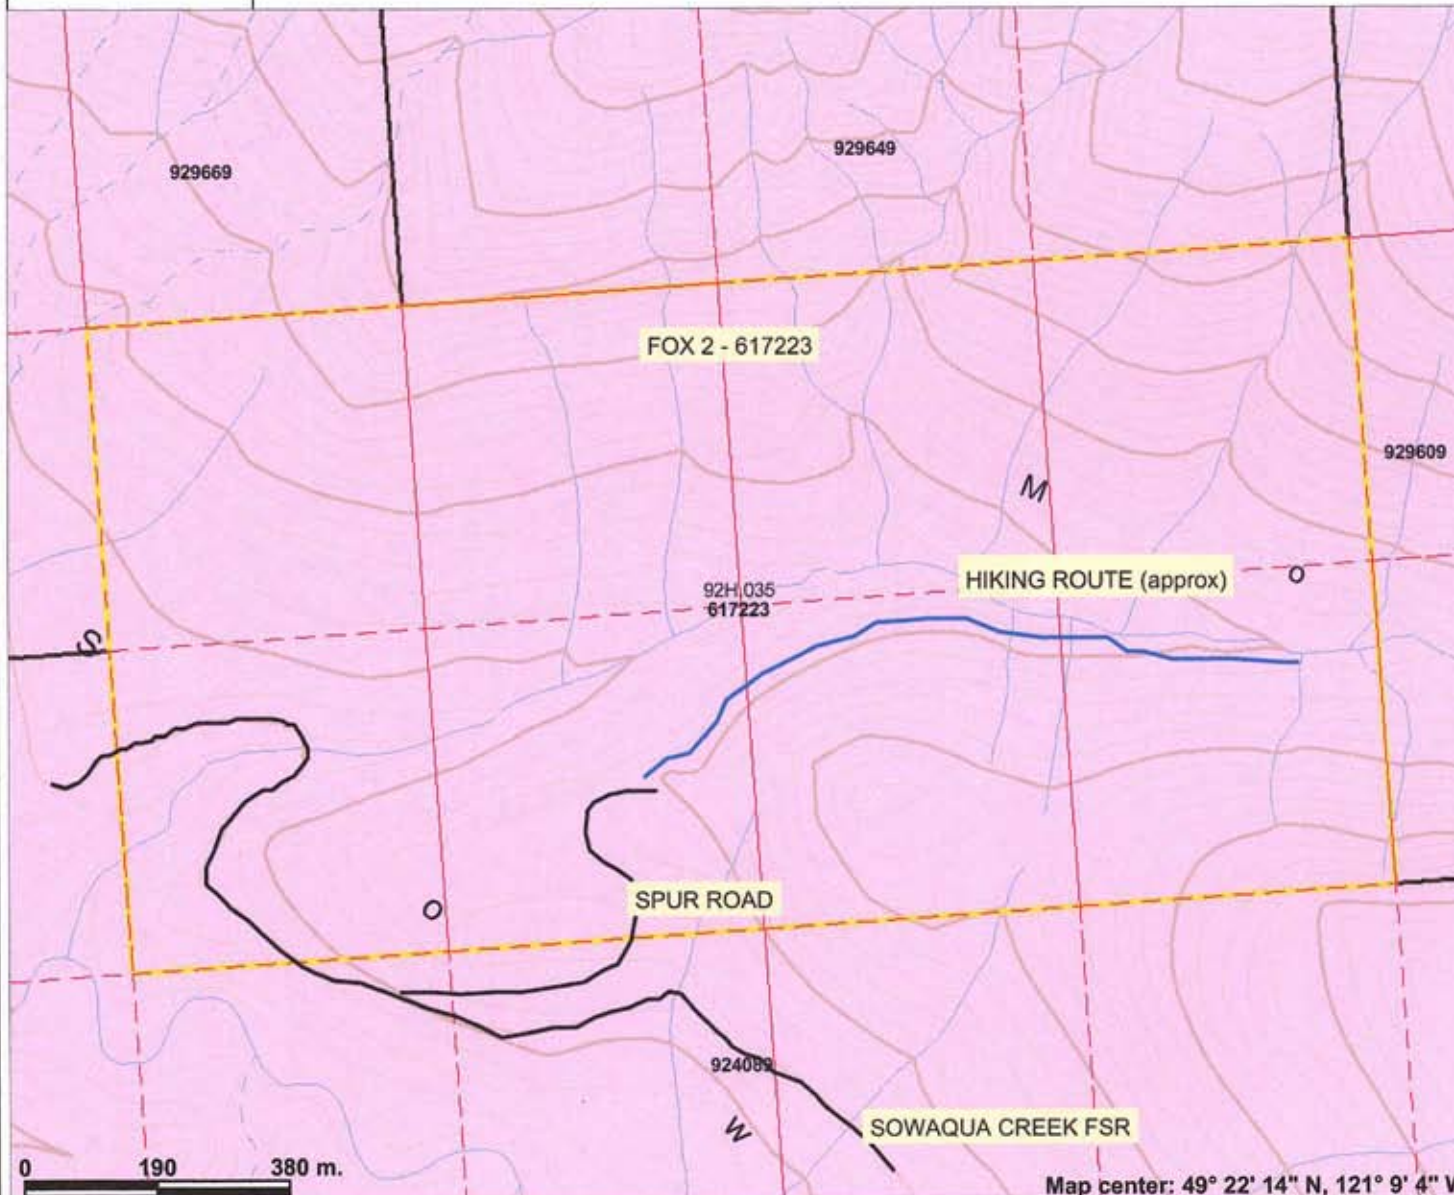 929649
929669
FOX 2 - 617223
929609
M
HIKING ROUTE (approx)
O
92H.035
617223
S
SPUR ROAD
O
924089
W
SOWAQUA CREEK FSR
0 190 380 m.
Map center: 49° 22' 14" N, 121° 9' 4" W